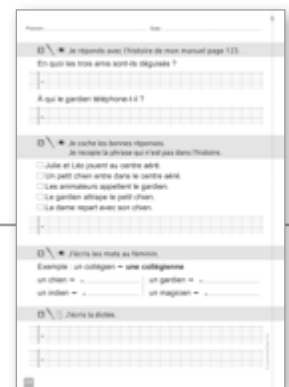 Prénom : Date :
Je réponds avec l'histoire de mon manuel page 123.
En quoi les trois amis sont-ils déguisés ?
À qui le gardien téléphone-t-il ?
Je coche les bonnes réponses.
Je recopie la phrase qui n'est pas dans l'histoire.
Julie et Léo jouent au centre aéré.
Un petit chien entre dans le centre aéré.
Les animateurs appellent le gardien.
Le gardien attrape le petit chien.
La dame repart avec son chien.
J'écris les mots au féminin.
Exemple : un collégien → une collégienne
un chien → un gardien →
un indien → un magicien →
J'écris la dictée.